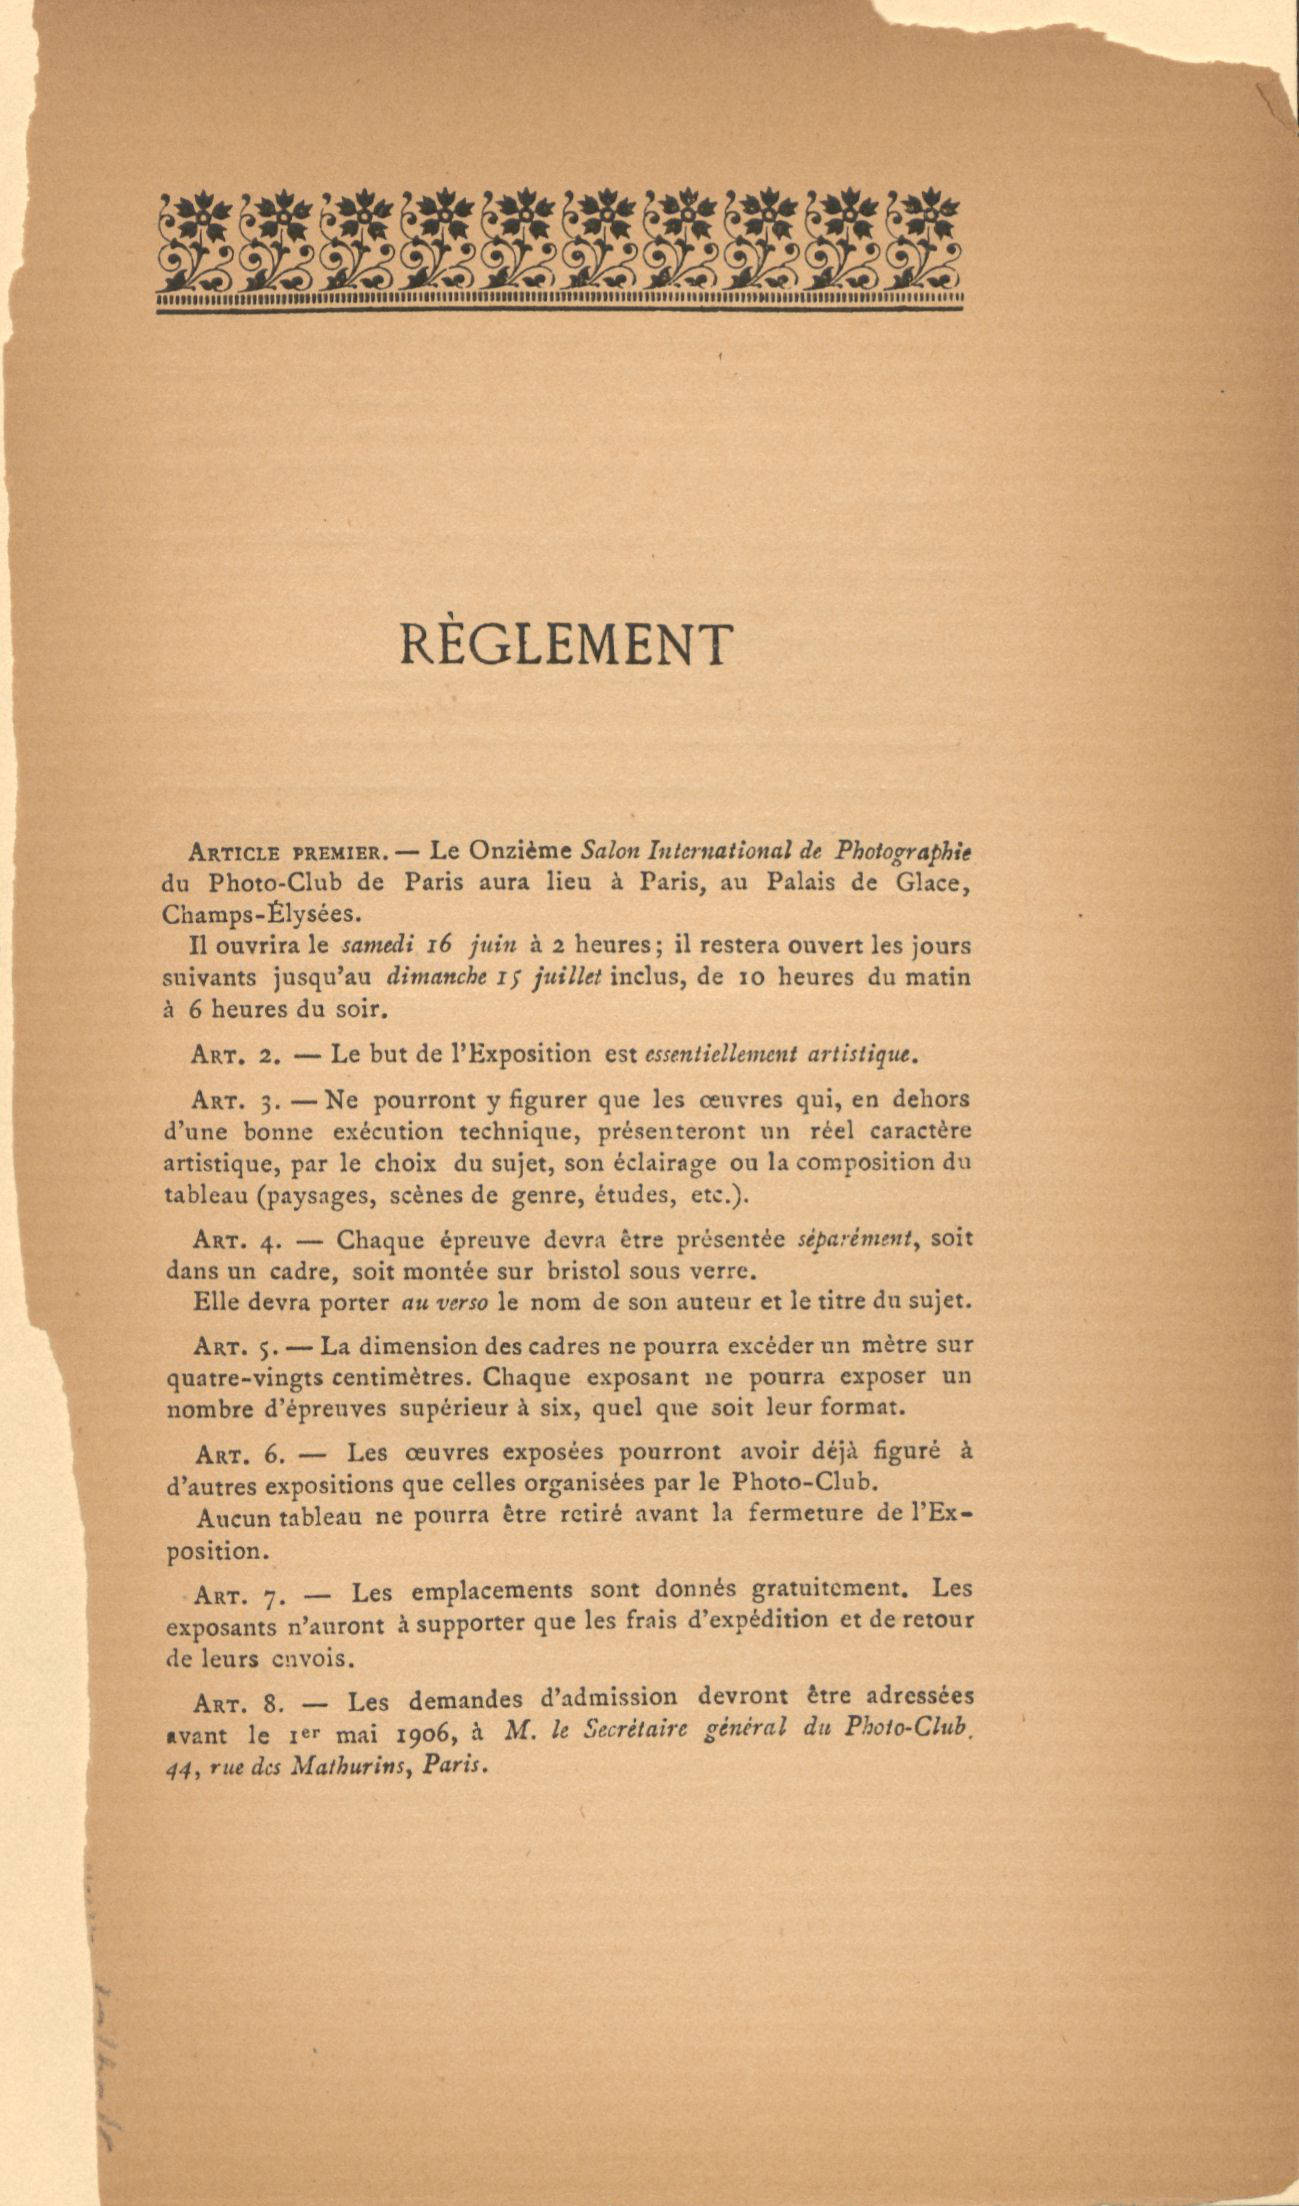 RÈGLEMENT
ARTICLE PREMIER. — Le Onzième Salon International de Photographie
du Photo-Club de Paris aura lieu à Paris, au Palais de Glace,
Champs-Élysées.
Il ouvrira le samedi 16 juin à 2 heures; il restera ouvert les jours
suivants jusqu'au dimanche 15 juillet inclus, de 10 heures du matin
à 6 heures du soir.
ART. 2. — Le but de l'Exposition est essentiellement artistique.
ART. 3. — Ne pourront y figurer que les œuvres qui, en dehors
d'une bonne exécution technique, présenteront un réel caractère
artistique, par le choix du sujet, son éclairage ou la composition du
tableau (paysages, scènes de genre, études, etc.).
ART. 4. — Chaque épreuve devra être présentée séparément, soit
dans un cadre, soit montée sur bristol sous verre.
Elle devra porter au verso le nom de son auteur et le titre du sujet.
ART. 5. — La dimension des cadres ne pourra excéder un mètre sur
quatre-vingts centimètres. Chaque exposant ne pourra exposer un
nombre d'épreuves supérieur à six, quel que soit leur format.
ART. 6. — Les œuvres exposées pourront avoir déjà figuré à
d'autres expositions que celles organisées par le Photo-Club.
Aucun tableau ne pourra être retiré avant la fermeture de l'Ex-
position.
ART. 7. — Les emplacements sont donnés gratuitement. Les
exposants n'auront à supporter que les frais d'expédition et de retour
de leurs envois.
ART. 8. — Les demandes d'admission devront être adressées
avant le 1er mai 1906, à M. le Secrétaire général du Photo-Club,
44, rue des Mathurins, Paris.